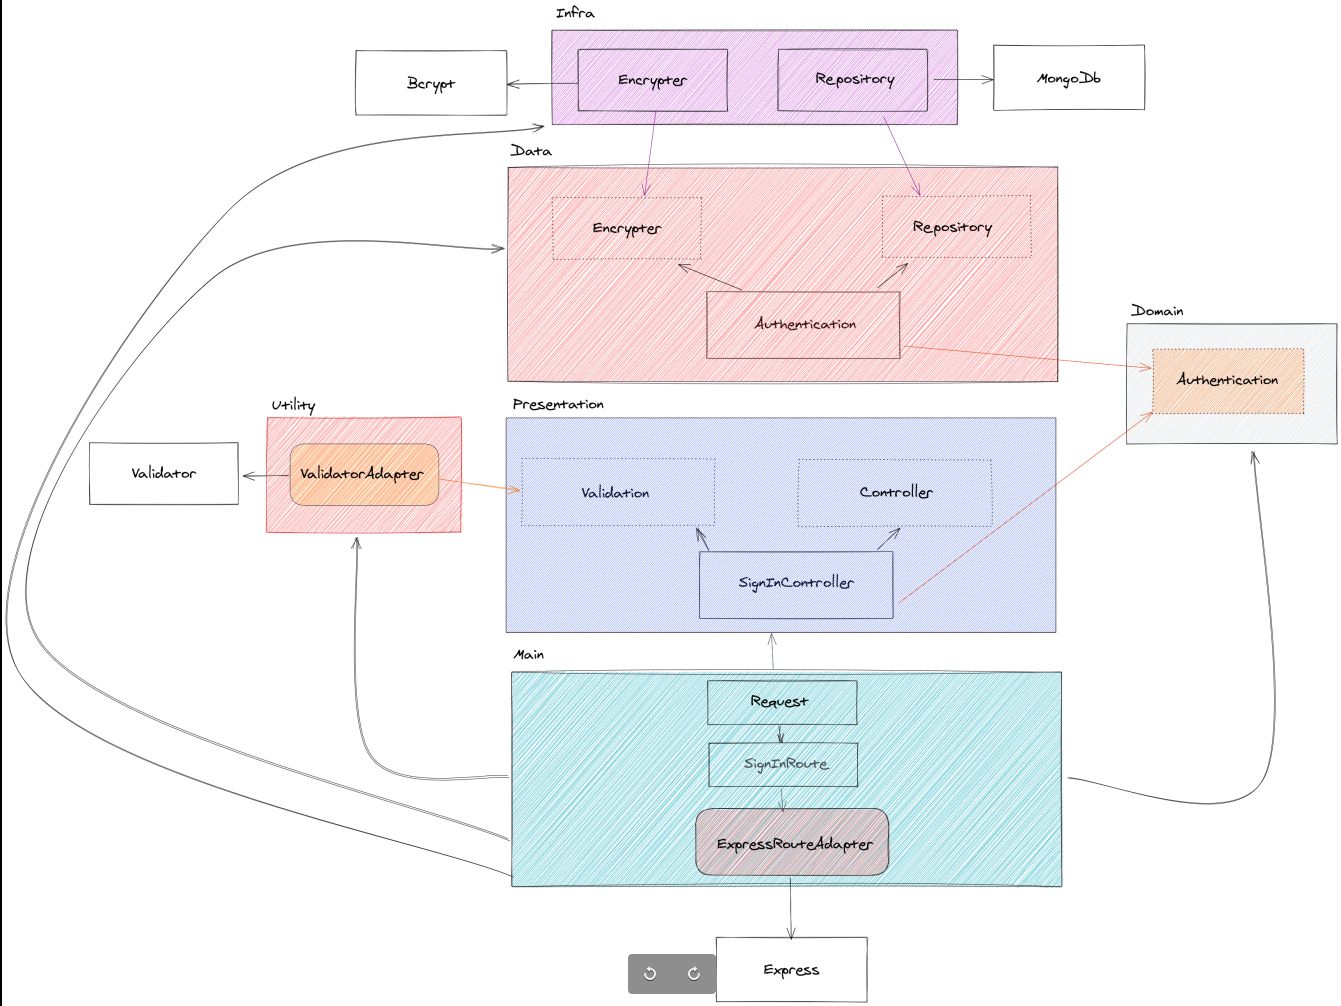 Infra
Bcrypt
Encrypter
Repository
MongoDb
Data
Encrypter
Repository
Authentication
Domain
Authentication
Utility
Validator
ValidatorAdapter
Presentation
Validation
Controller
SignInController
Main
Request
SignInRoute
ExpressRouteAdapter
Express